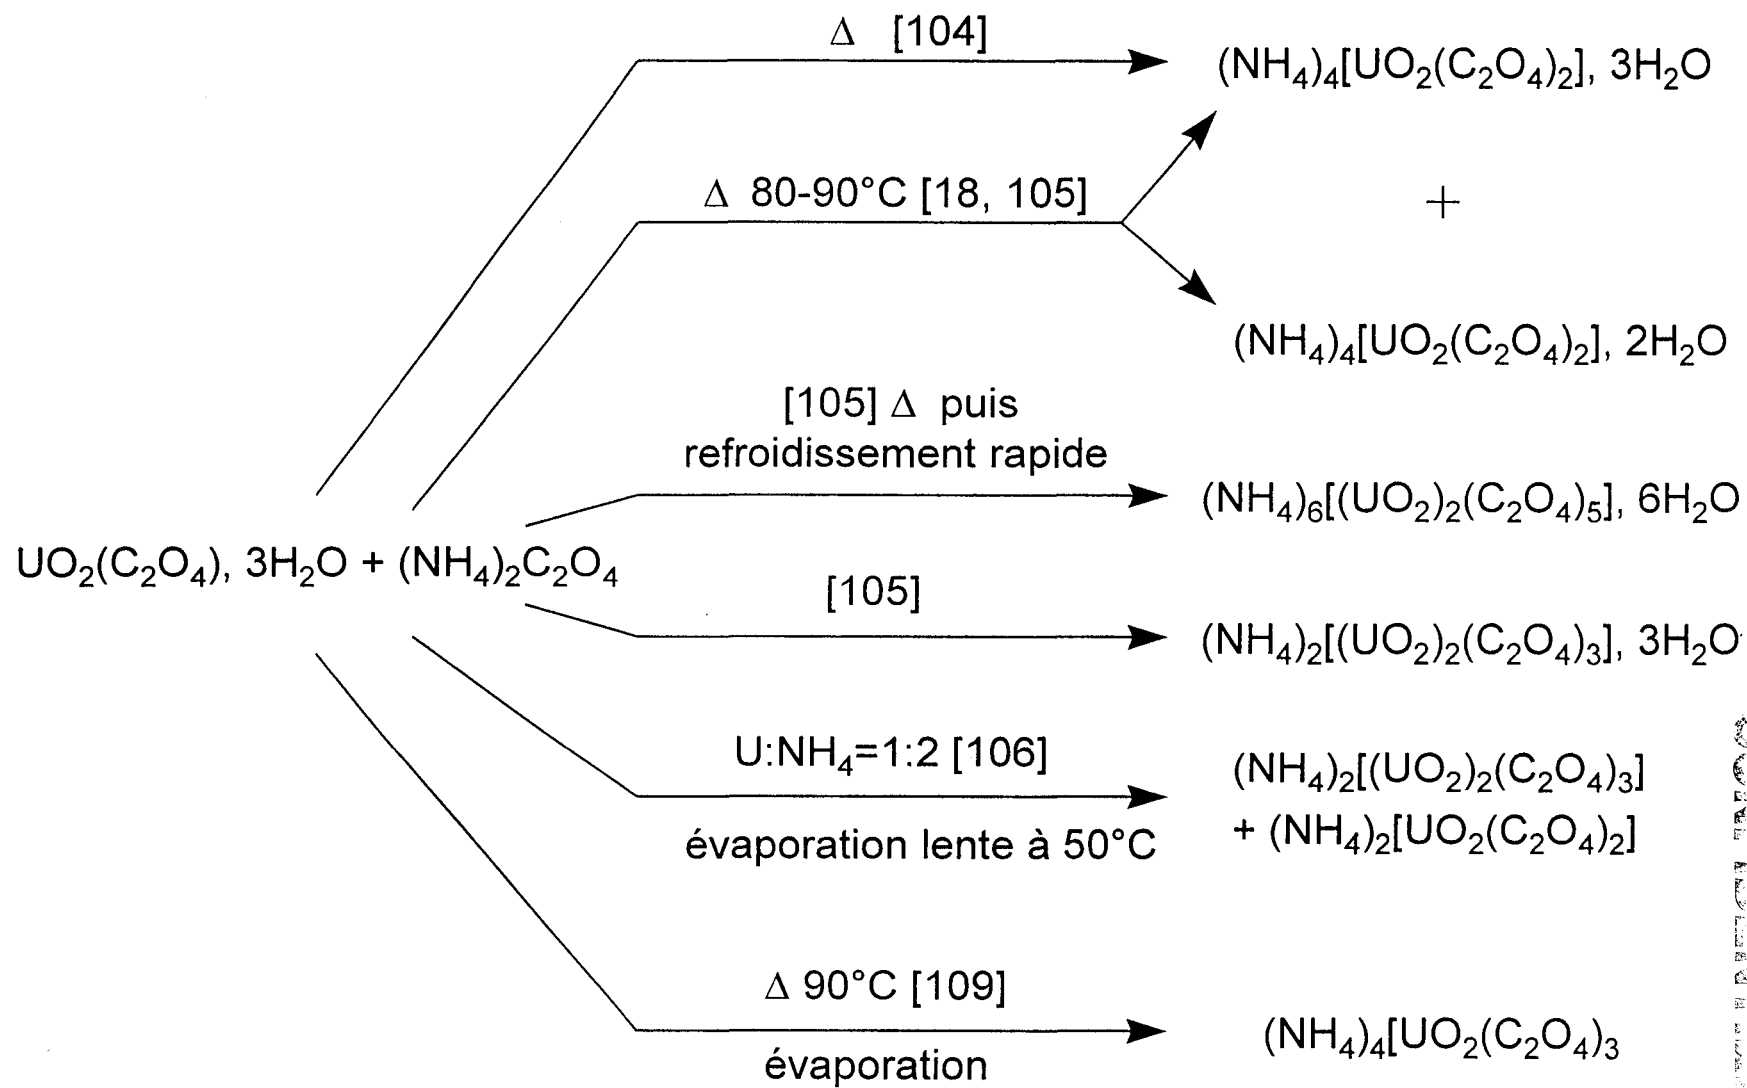 Δ [104]
(NH₄)₄[UO₂(C₂O₄)₂], 3H₂O
Δ 80-90°C [18, 105]
+
(NH₄)₄[UO₂(C₂O₄)₂], 2H₂O
[105] Δ puis
refroidissement rapide
(NH₄)₆[(UO₂)₂(C₂O₄)₅], 6H₂O
UO₂(C₂O₄), 3H₂O + (NH₄)₂C₂O₄
[105]
(NH₄)₂[(UO₂)₂(C₂O₄)₃], 3H₂O
U:NH₄=1:2 [106]
(NH₄)₂[(UO₂)₂(C₂O₄)₃]
évaporation lente à 50°C
+ (NH₄)₂[UO₂(C₂O₄)₂]
Δ 90°C [109]
(NH₄)₄[UO₂(C₂O₄)₃
évaporation